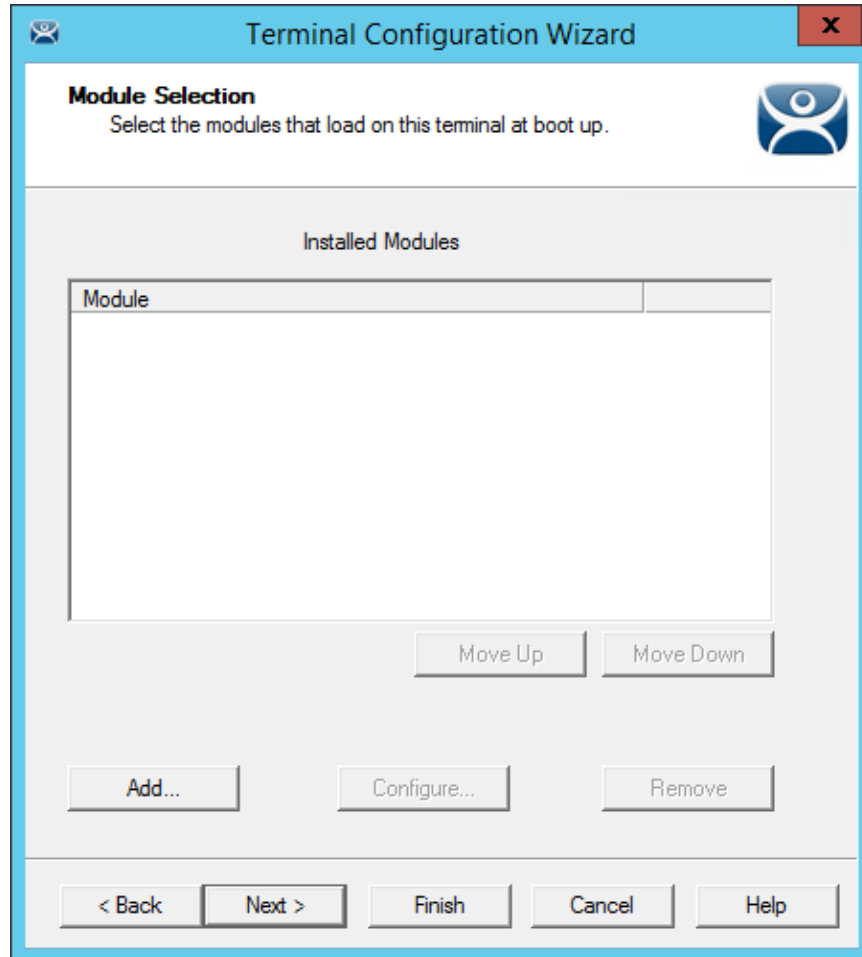 Terminal Configuration Wizard
x
Module Selection
Select the modules that load on this terminal at boot up.
Installed Modules
Module
Move Up Move Down
Add... Configure... Remove
< Back Next > Finish Cancel Help